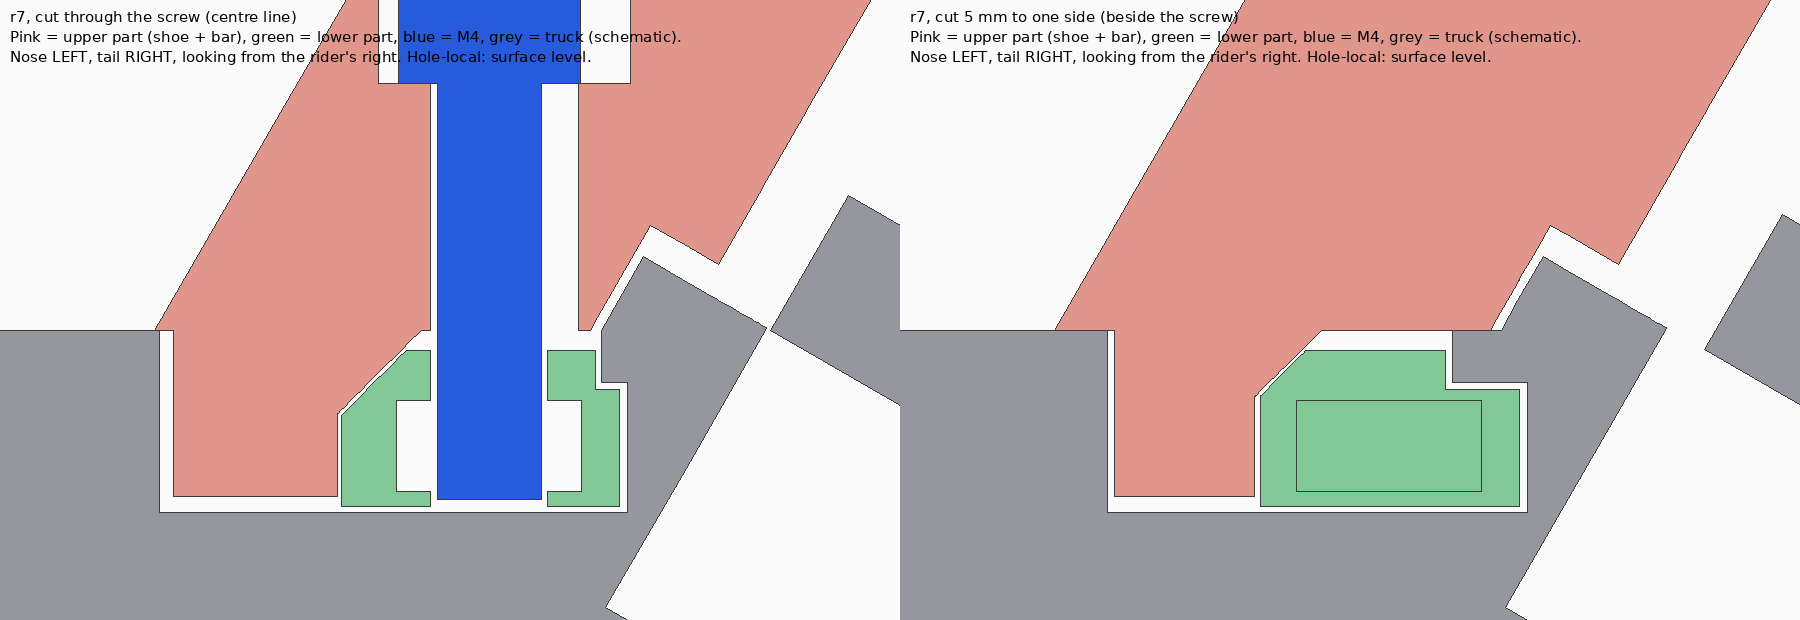 r7, cut through the screw (centre line)
Pink = upper part (shoe + bar), green = lower part, blue = M4, grey = truck (schematic).
Nose LEFT, tail RIGHT, looking from the rider's right. Hole-local: surface level.
r7, cut 5 mm to one side (beside the screw)
Pink = upper part (shoe + bar), green = lower part, blue = M4, grey = truck (schematic).
Nose LEFT, tail RIGHT, looking from the rider's right. Hole-local: surface level.